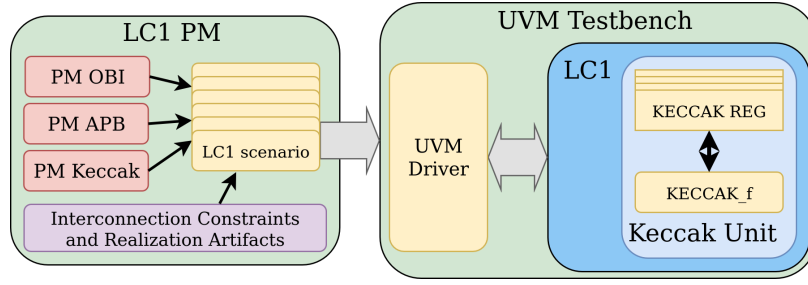 LC1 PM
PM OBI
PM APB
PM Keccak
LC1 scenario
Interconnection Constraints
and Realization Artifacts
UVM Testbench
UVM
Driver
LC1
KECCAK REG
KECCAK_f
Keccak Unit